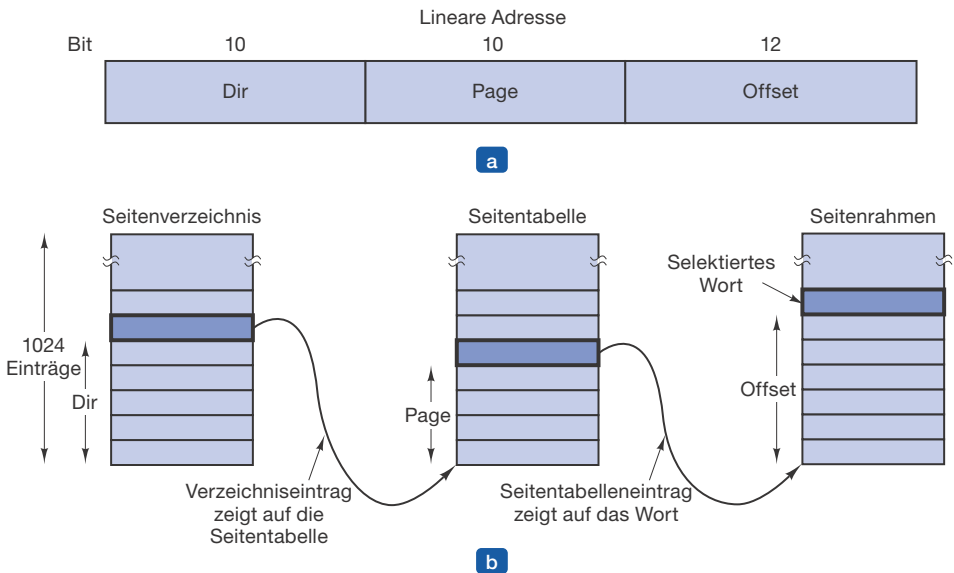 Lineare Adresse
Bit 10 10 12
Dir Page Offset
a
Seitenverzeichnis Seitentabelle Seitenrahmen
Selektiertes
Wort
1024
Einträge
Dir
Page
Offset
Verzeichniseintrag
zeigt auf die
Seitentabelle
Seitentabelleneintrag
zeigt auf das Wort
b